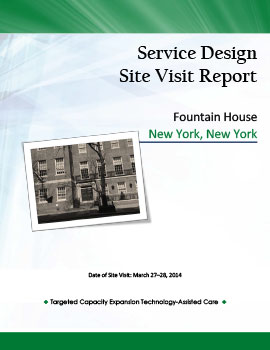 Service Design
Site Visit Report
Fountain House
New York, New York
Date of Site Visit: March 27–28, 2014
◆ Targeted Capacity Expansion Technology-Assisted Care ◆